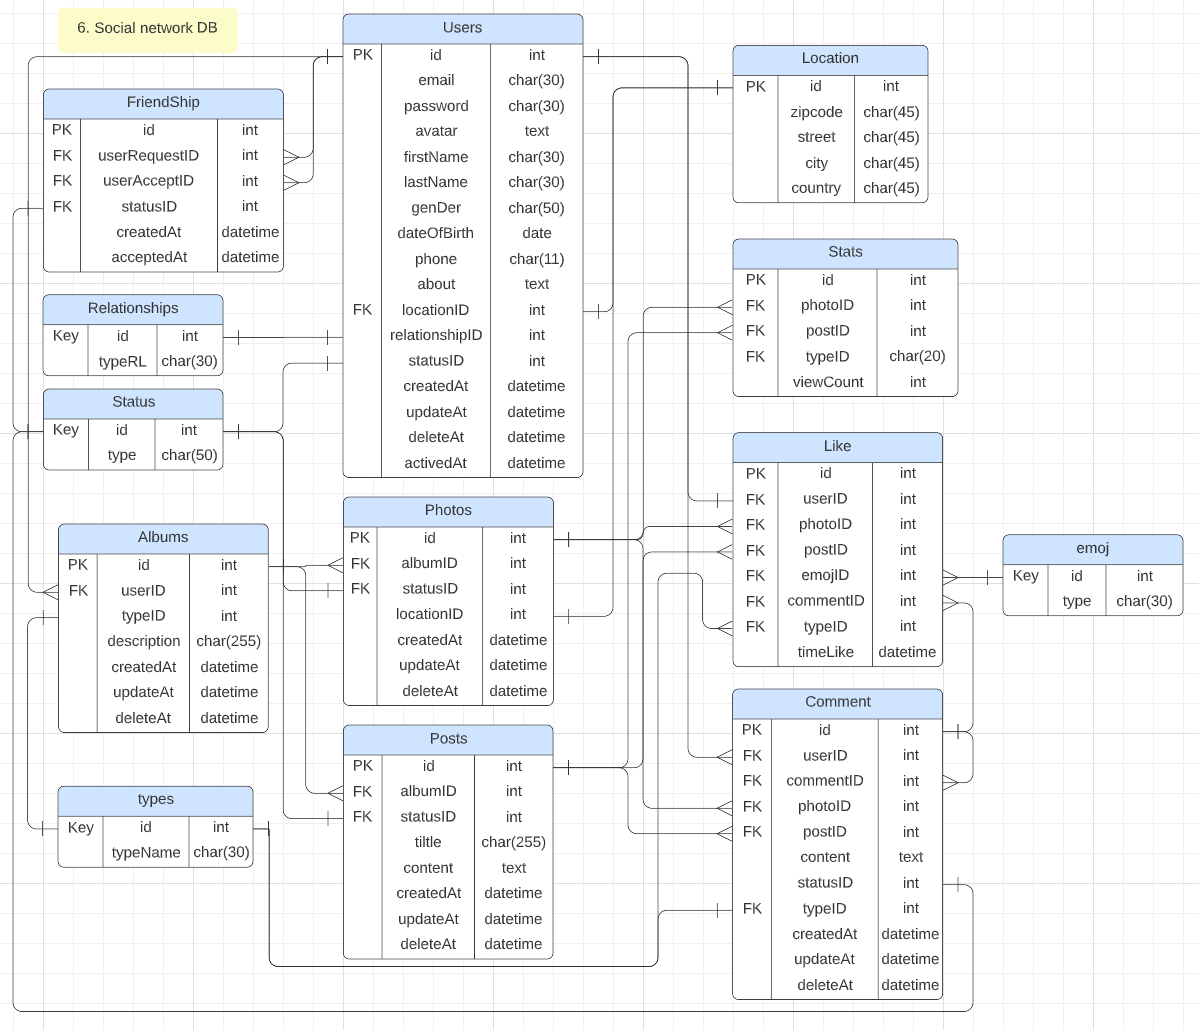 6. Social network DB
Users
PK id int
email char(30)
password char(30)
avatar text
firstName char(30)
lastName char(30)
genDer char(50)
dateOfBirth date
phone char(11)
about text
FK locationID int
relationshipID int
statusID int
createdAt datetime
updateAt datetime
deleteAt datetime
activedAt datetime
Location
PK id int
zipcode char(45)
street char(45)
city char(45)
country char(45)
FriendShip
PK id int
FK userRequestID int
FK userAcceptID int
FK statusID int
createdAt datetime
acceptedAt datetime
Relationships
Key id int
typeRL char(30)
Status
Key id int
type char(50)
Stats
PK id int
FK photoID int
FK postID int
FK typeID char(20)
viewCount int
Like
PK id int
FK userID int
FK photoID int
FK postID int
FK emojID int
FK commentID int
FK typeID int
timeLike datetime
emoj
Key id int
type char(30)
Photos
PK id int
FK albumID int
FK statusID int
locationID int
createdAt datetime
updateAt datetime
deleteAt datetime
Albums
PK id int
FK userID int
typeID int
description char(255)
createdAt datetime
updateAt datetime
deleteAt datetime
Posts
PK id int
FK albumID int
FK statusID int
tiltle char(255)
content text
createdAt datetime
updateAt datetime
deleteAt datetime
types
Key id int
typeName char(30)
Comment
PK id int
FK userID int
FK commentID int
FK photoID int
FK postID int
content text
statusID int
FK typeID int
createdAt datetime
updateAt datetime
deleteAt datetime